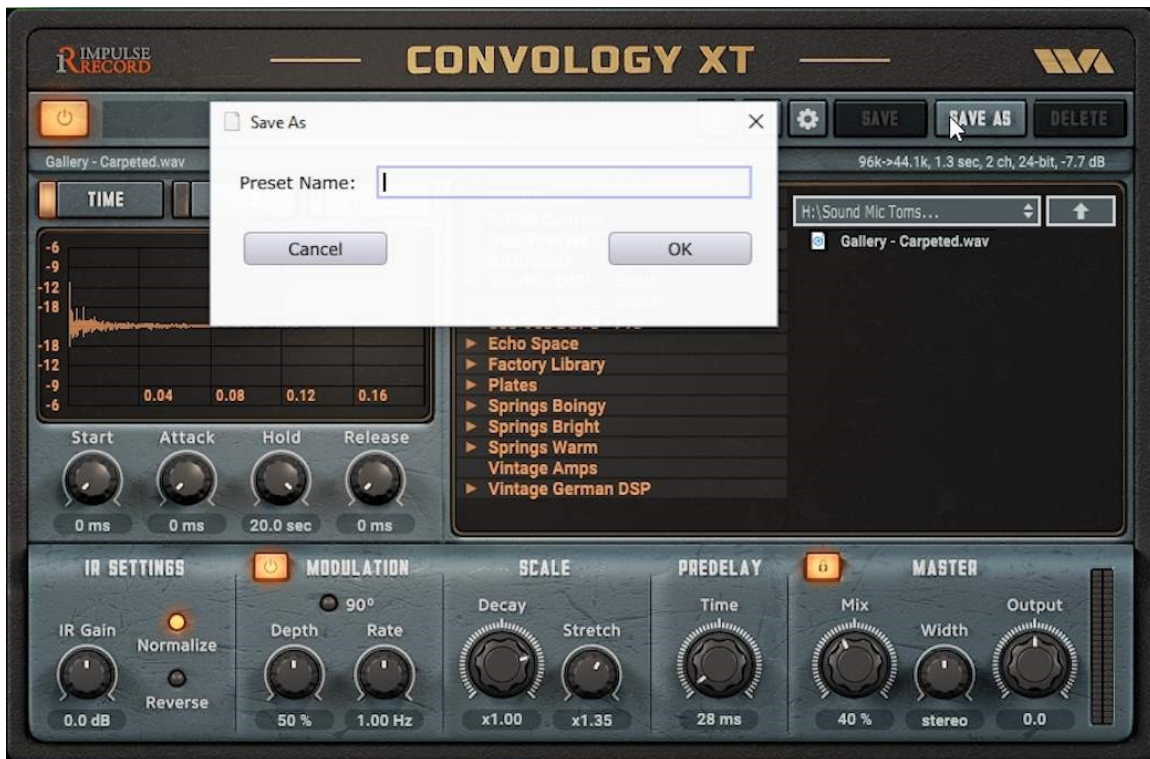 IMPULSE
RECORD
CONVOLOGY XT
Save As
SAVE
SAVE AS
DELETE
Gallery - Carpeted.wav
96k->44.1k, 1.3 sec, 2 ch, 24-bit, -7.7 dB
Preset Name:
TIME
H:\Sound Mic Toms...
Cancel
OK
Gallery - Carpeted.wav
-6
-9
-12
-18
-18
-12
-9
-6
0.04 0.08 0.12 0.16
Echo Space
Factory Library
Plates
Springs Boingy
Springs Bright
Springs Warm
Vintage Amps
Vintage German DSP
Start Attack Hold Release
0 ms 0 ms 20.0 sec 0 ms
IR SETTINGS
MODULATION
SCALE
PREDELAY
MASTER
90°
IR Gain
Normalize
Reverse
0.0 dB
Depth Rate
50 % 1.00 Hz
Decay Stretch
x1.00 x1.35
Time
28 ms
Mix Width Output
40 % stereo 0.0